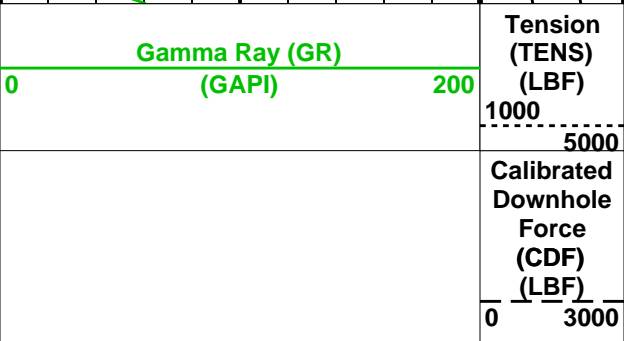 Gamma Ray (GR)
0 (GAPI) 200
Tension
(TENS)
(LBF)
1000
5000
Calibrated
Downhole
Force
(CDF)
(LBF)
0 3000